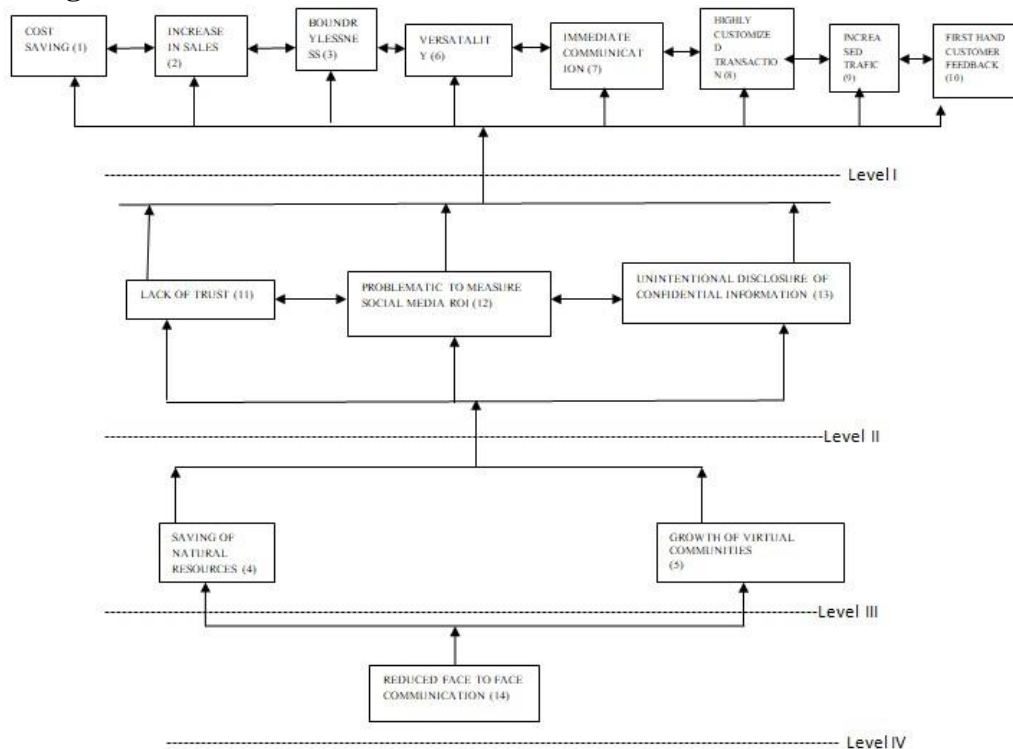 COST
SAVING (1)
INCREASE
IN SALES
(2)
BOUNDR
YLESSNE
SS (3)
VERSATALIT
Y (6)
IMMEDIATE
COMMUNICAT
ION (7)
HIGHLY
CUSTOMIZE
D
TRANSACTIO
N (8)
INCREA
SED
TRAFIC
(9)
FIRST HAND
CUSTOMER
FEEDBACK
(10)
Level I
LACK OF TRUST (11)
PROBLEMATIC TO MEASURE
SOCIAL MEDIA ROI (12)
UNINTENTIONAL DISCLOSURE OF
CONFIDENTIAL INFORMATION (13)
Level II
SAVING OF
NATURAL
RESOURCES (4)
GROWTH OF VIRTUAL
COMMUNITIES
(5)
Level III
REDUCED FACE TO FACE
COMMUNICATION (14)
Level IV